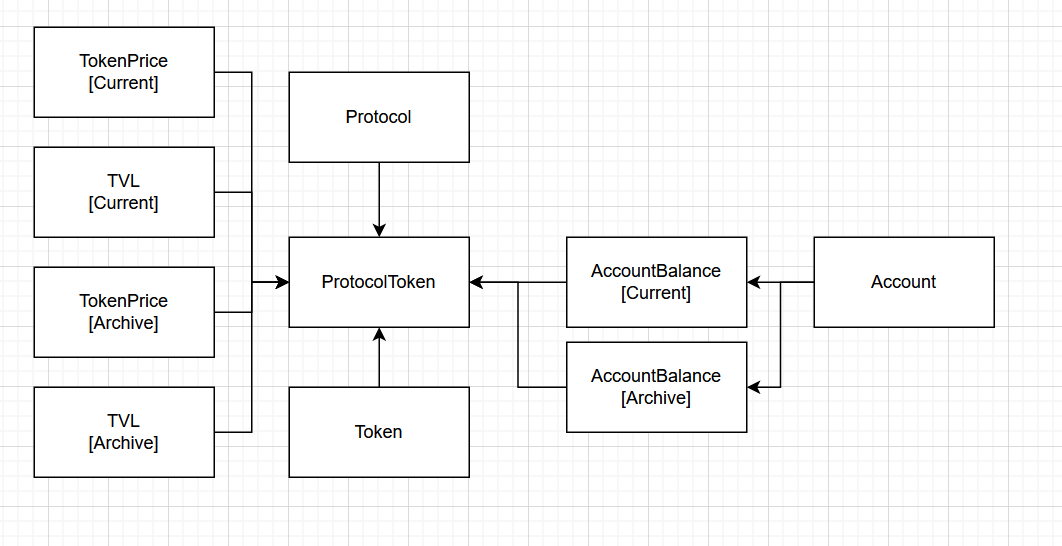 TokenPrice
[Current]
TVL
[Current]
TokenPrice
[Archive]
TVL
[Archive]
Protocol
ProtocolToken
Token
AccountBalance
[Current]
AccountBalance
[Archive]
Account